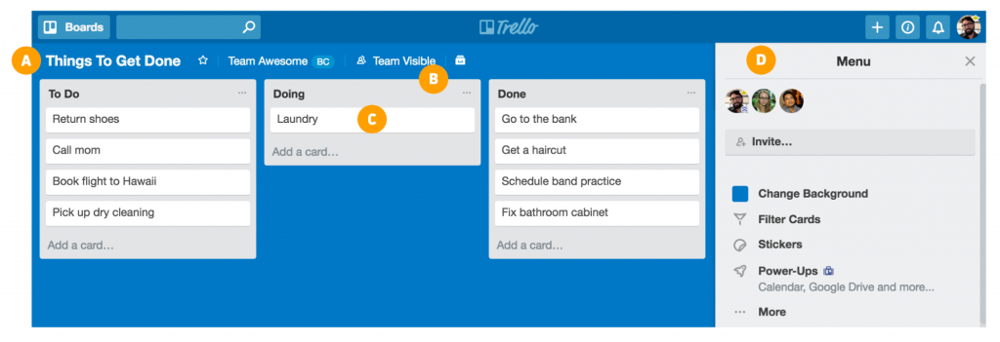 Boards
Trello
A Things To Get Done Team Awesome BC Team Visible
B
To Do ...
Return shoes
Call mom
Book flight to Hawaii
Pick up dry cleaning
Add a card...
Doing ...
Laundry C
Add a card...
Done ...
Go to the bank
Get a haircut
Schedule band practice
Fix bathroom cabinet
Add a card...
D Menu
Invite...
Change Background
Filter Cards
Stickers
Power-Ups
Calendar, Google Drive and more...
... More